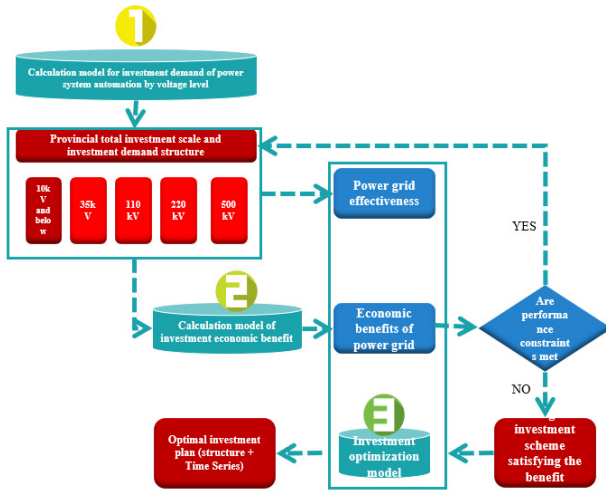 1
Calculation model for investment demand of power
system automation by voltage level
Provincial total investment scale and
investment demand structure
10k
V and
belo
w
35k
V
110
kV
220
kV
500
kV
Power grid
effectiveness
YES
2
Calculation model of
investment economic benefit
Economic
benefits of
power grid
Are
performa
nce
constraint
s met
NO
3
Investment
optimization
model
Optimal investment
plan (structure +
Time Series)
investment
scheme
satisfying the
benefit